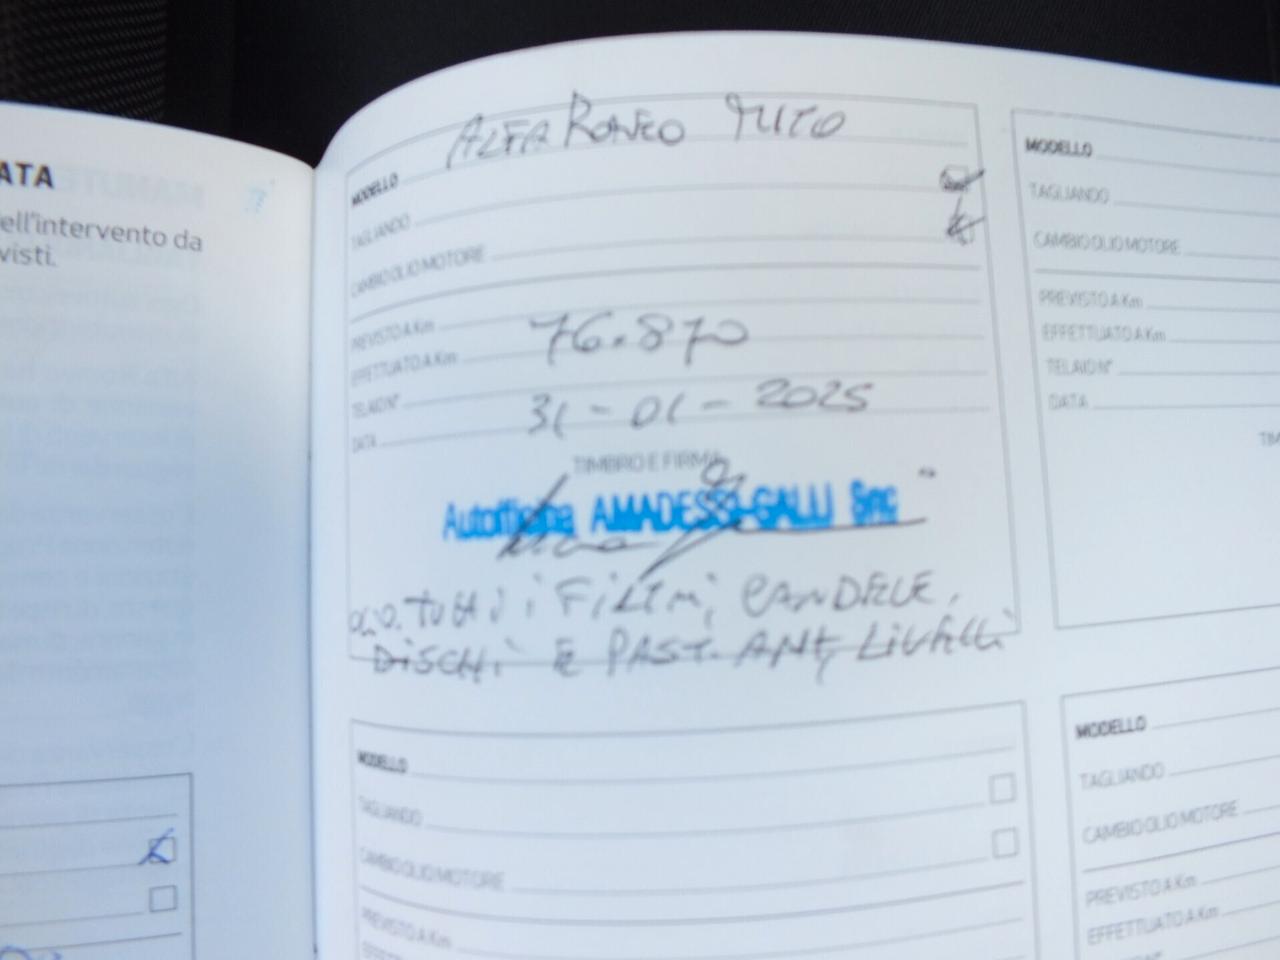 ATA
ell'intervento da
visti.
ALFA ROMEO MITO
MODELLO
TAGLIANDO
CAMBIO OLIO MOTORE
PREVISTO A Km
EFFETTUATO A Km 76.870
TELAIO N°
DATA 31-01-2025
TIMBRO E FIRMA
Autofficina AMADESSI-GALLI Snc
TUTTI i FILTRI, CANDELE,
DISCHI E PAST. ANT, LIVELLI
MODELLO
TAGLIANDO
CAMBIO OLIO MOTORE
PREVISTO A Km
MODELLO
TAGLIANDO
CAMBIO OLIO MOTORE
PREVISTO A Km
EFFETTUATO A Km
TELAIO N°
DATA
MODELLO
TAGLIANDO
CAMBIO OLIO MOTORE
PREVISTO A Km
EFFETTUATO A Km